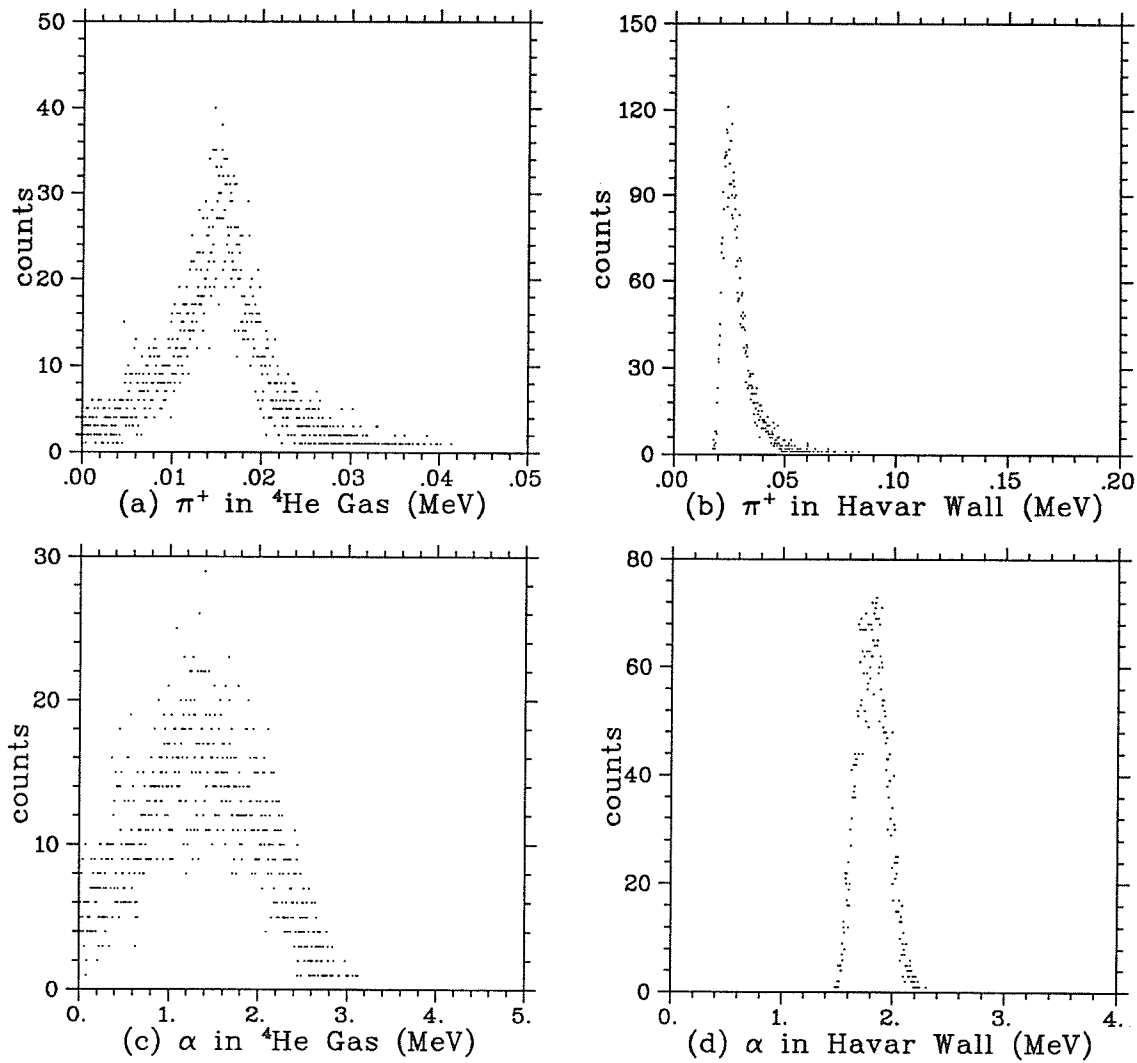 50
40
30
20
10
0
counts
.00 .01 .02 .03 .04 .05
(a) π⁺ in ⁴He Gas (MeV)
150
120
90
60
30
0
counts
.00 .05 .10 .15 .20
(b) π⁺ in Havar Wall (MeV)
30
20
10
0
counts
0. 1. 2. 3. 4. 5.
(c) α in ⁴He Gas (MeV)
80
60
40
20
0
counts
0. 1. 2. 3. 4.
(d) α in Havar Wall (MeV)